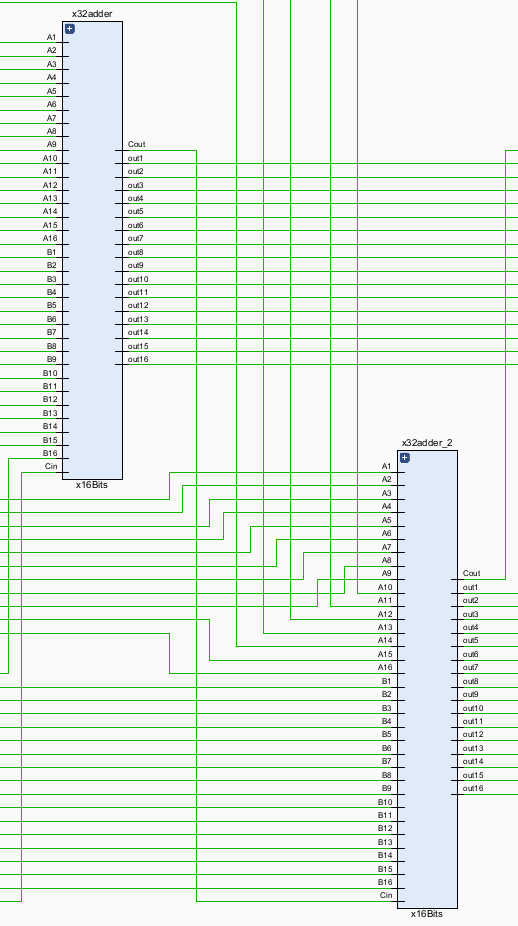 x32adder
A1
A2
A3
A4
A5
A6
A7
A8
A9
A10
A11
A12
A13
A14
A15
A16
B1
B2
B3
B4
B5
B6
B7
B8
B9
B10
B11
B12
B13
B14
B15
B16
Cin
Cout
out1
out2
out3
out4
out5
out6
out7
out8
out9
out10
out11
out12
out13
out14
out15
out16
x16Bits
x32adder_2
A1
A2
A3
A4
A5
A6
A7
A8
A9
A10
A11
A12
A13
A14
A15
A16
B1
B2
B3
B4
B5
B6
B7
B8
B9
B10
B11
B12
B13
B14
B15
B16
Cin
Cout
out1
out2
out3
out4
out5
out6
out7
out8
out9
out10
out11
out12
out13
out14
out15
out16
x16Bits